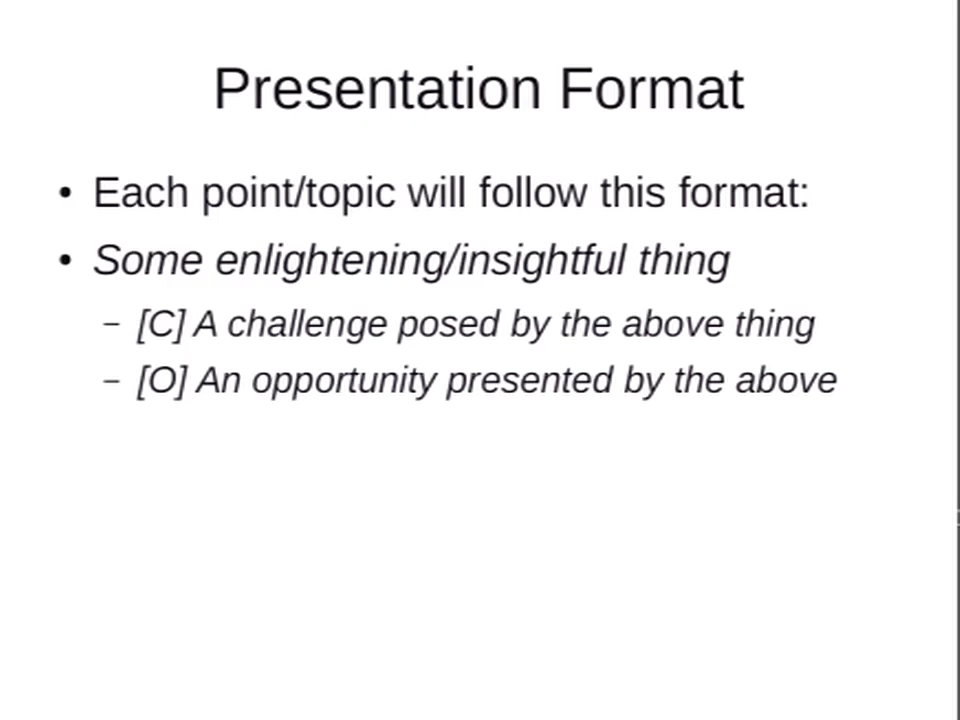 Presentation Format
• Each point/topic will follow this format:
• Some enlightening/insightful thing
– [C] A challenge posed by the above thing
– [O] An opportunity presented by the above